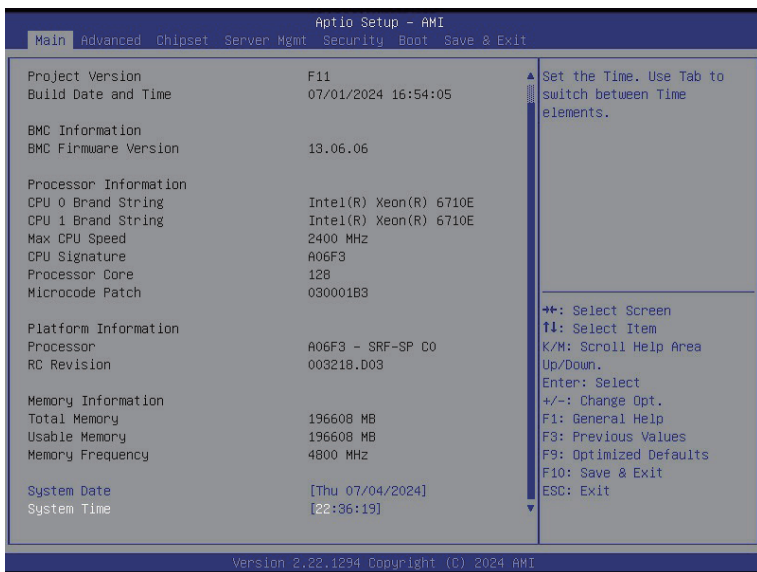 Aptio Setup - AMI
Main Advanced Chipset Server Mgmt Security Boot Save & Exit
Project Version F11
Build Date and Time 07/01/2024 16:54:05
BMC Information
BMC Firmware Version 13.06.06
Processor Information
CPU 0 Brand String Intel(R) Xeon(R) 6710E
CPU 1 Brand String Intel(R) Xeon(R) 6710E
Max CPU Speed 2400 MHz
CPU Signature A06F3
Processor Core 128
Microcode Patch 030001B3
Platform Information
Processor A06F3 - SRF-SP C0
RC Revision 003218.D03
Memory Information
Total Memory 196608 MB
Usable Memory 196608 MB
Memory Frequency 4800 MHz
System Date [Thu 07/04/2024]
System Time [22:36:19]
Set the Time. Use Tab to
switch between Time
elements.
→←: Select Screen
↑↓: Select Item
K/M: Scroll Help Area
Up/Down.
Enter: Select
+/-: Change Opt.
F1: General Help
F3: Previous Values
F9: Optimized Defaults
F10: Save & Exit
ESC: Exit
Version 2.22.1294 Copyright (C) 2024 AMI